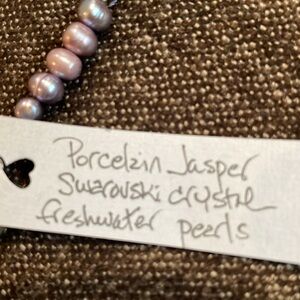 Porcelain Jasper
Swarovski crystal
freshwater pearls